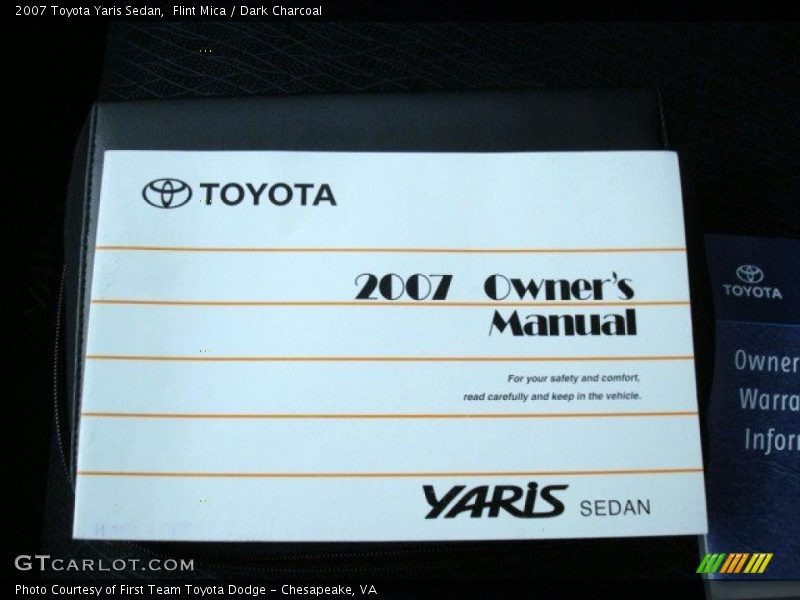 2007 Toyota Yaris Sedan,  Flint Mica / Dark Charcoal
TOYOTA
2007 Owner's
Manual
For your safety and comfort,
read carefully and keep in the vehicle.
YARiS SEDAN
TOYOTA
Owner
Warra
Infor
GTCARLOT.COM
Photo Courtesy of First Team Toyota Dodge - Chesapeake, VA